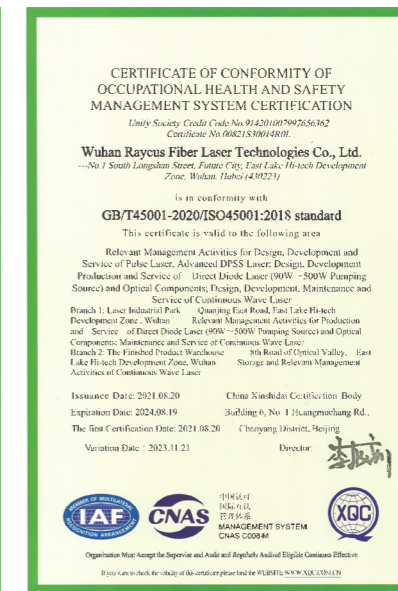 CERTIFICATE OF CONFORMITY OF
OCCUPATIONAL HEALTH AND SAFETY
MANAGEMENT SYSTEM CERTIFICATION
Unity Society Credit Code No.914201007997656362
Certificate No.00821S30014R0L
Wuhan Raycus Fiber Laser Technologies Co., Ltd.
---No.1 South Longshan Street, Future City, East Lake Hi-tech Development
Zone, Wuhan, Hubei (430223)
is in conformity with
GB/T45001-2020/ISO45001:2018 standard
This certificate is valid to the following area
Relevant Management Activities for Design, Development and
Service of Pulse Laser, Advanced DPSS Laser; Design, Development
Production and Service of Direct Diode Laser (90W ~500W Pumping
Source) and Optical Components; Design, Development, Maintenance and
Service of Continuous Wave Laser
Branch 1: Laser Industrial Park Quanjing East Road, East Lake Hi-tech
Development Zone , Wuhan Relevant Management Activities for Production
and Service of Direct Diode Laser (90W～500W Pumping Source) and Optical
Components; Maintenance and Service of Continuous Wave Laser
Branch 2: The Finished Product Warehouse 8th Road of Optical Valley, East
Lake Hi-tech Development Zone, Wuhan Storage and Relevant Management
Activities of Continuous Wave Laser
Issuance Date: 2021.08.20 China Xinshidai Certification Body
Expiration Date: 2024.08.19 Building 6, No 1 Huangmuchang Rd.,
The first Certification Date: 2021.08.20 Chaoyang District, Beijing
Variation Date : 2023.11.21 Director:
MEMBER OF MULTILATERAL
IAF
RECOGNITION ARRANGEMENT
CNAS
中国认可
国际互认
管理体系
MANAGEMENT SYSTEM
CNAS C008-M
XQC
Organization Must Accept the Supervise and Audit and Regularly Audited Eligible Continues Effective
If you want to check the validity of this certificate please land the WEBSITE: WWW.XQC.COM.CN